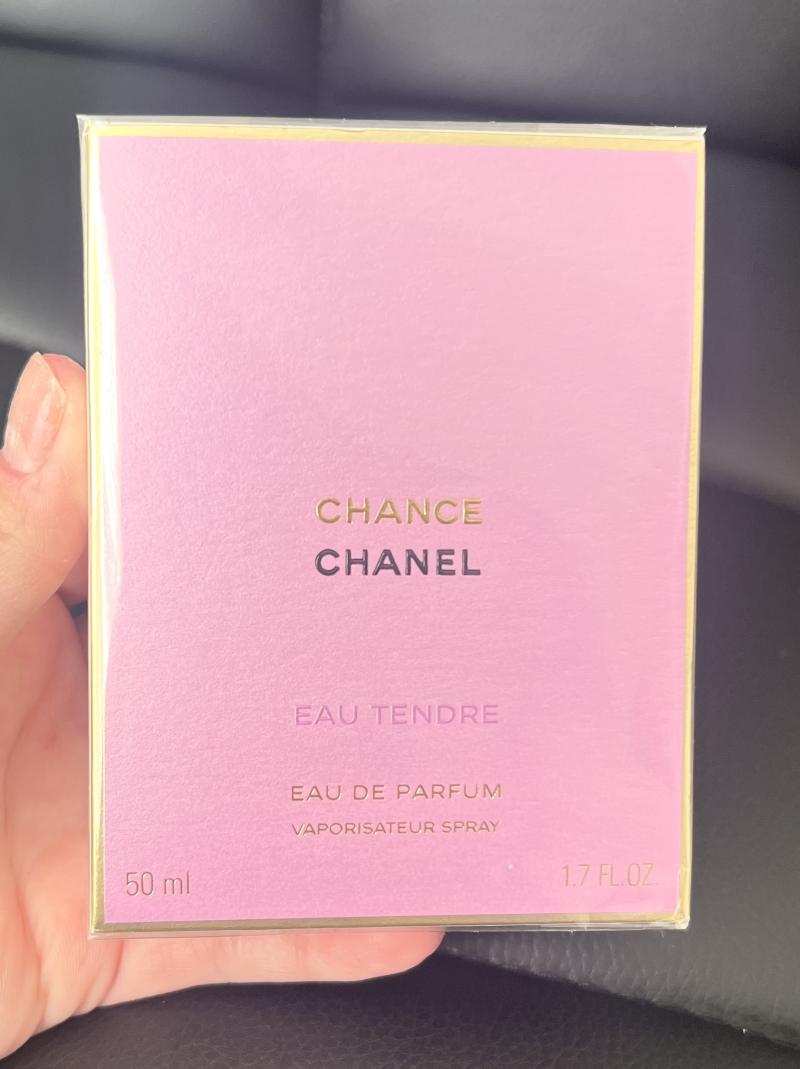 CHANCE
CHANEL
EAU TENDRE
EAU DE PARFUM
VAPORISATEUR SPRAY
50 ml 1.7 FL.OZ.